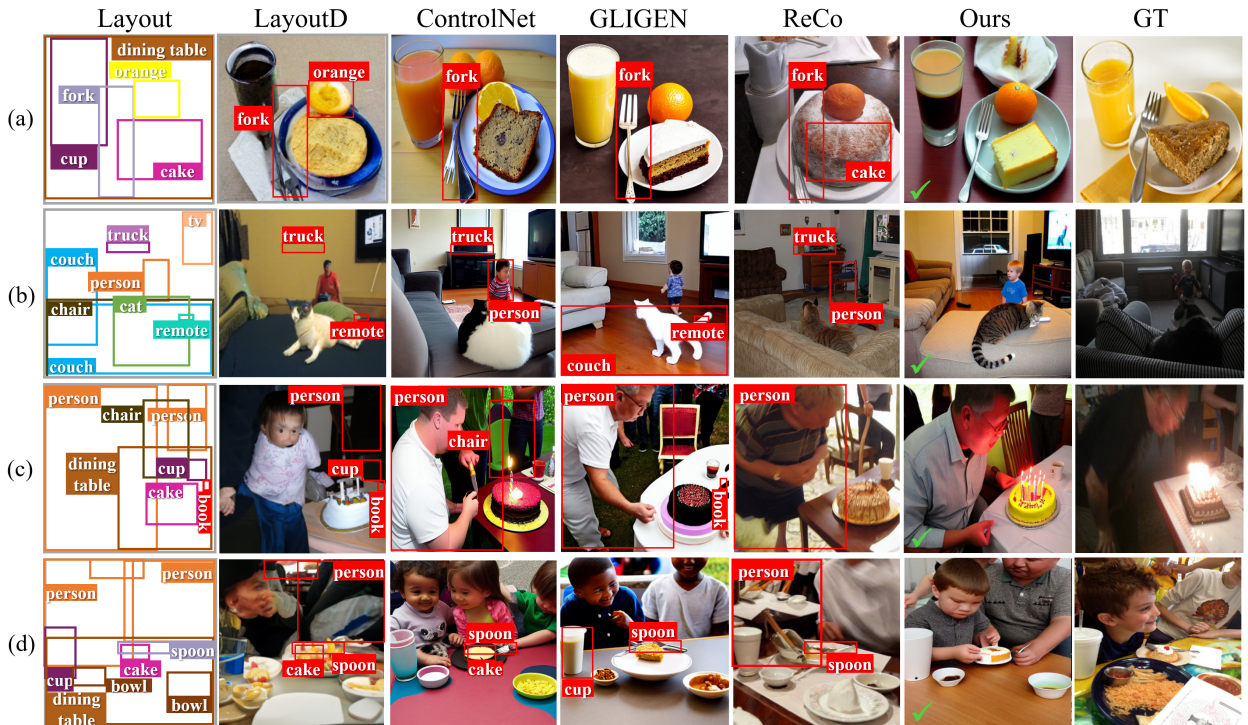 Layout LayoutD ControlNet GLIGEN ReCo Ours GT
(a)
dining table
orange
fork
cup
cake
orange
fork
fork
fork
fork
cake
(b)
tv
truck
couch
person
cat
chair
remote
couch
truck
remote
truck
person
remote
couch
truck
person
(c)
person
chair
person
dining
table
cup
cake
book
person
cup
book
person
chair
person
book
person
(d)
person
person
spoon
cake
cup
bowl
dining
table
bowl
person
cake
spoon
spoon
cake
spoon
cup
person
spoon